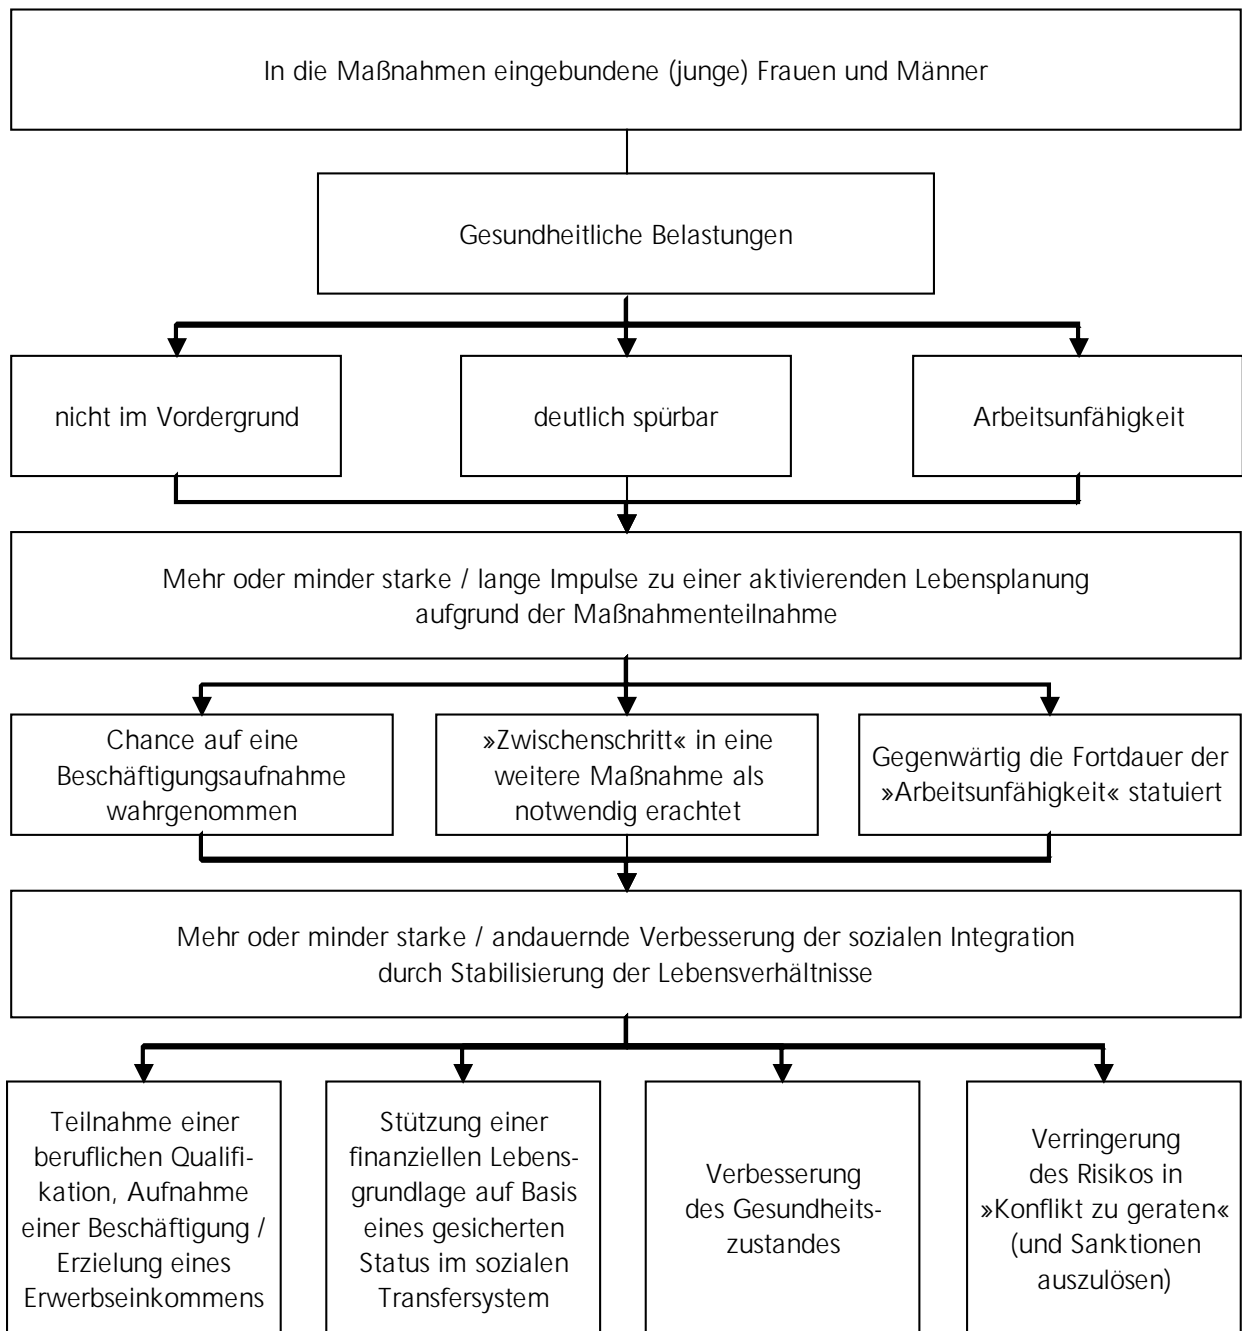 In die Maßnahmen eingebundene (junge) Frauen und Männer
Gesundheitliche Belastungen
nicht im Vordergrund
deutlich spürbar
Arbeitsunfähigkeit
Mehr oder minder starke / lange Impulse zu einer aktivierenden Lebensplanung
aufgrund der Maßnahmenteilnahme
Chance auf eine
Beschäftigungsaufnahme
wahrgenommen
»Zwischenschritt« in eine
weitere Maßnahme als
notwendig erachtet
Gegenwärtig die Fortdauer der
»Arbeitsunfähigkeit« statuiert
Mehr oder minder starke / andauernde Verbesserung der sozialen Integration
durch Stabilisierung der Lebensverhältnisse
Teilnahme einer
beruflichen Qualifi-
kation, Aufnahme
einer Beschäftigung /
Erzielung eines
Erwerbseinkommens
Stützung einer
finanziellen Lebens-
grundlage auf Basis
eines gesicherten
Status im sozialen
Transfersystem
Verbesserung
des Gesundheits-
zustandes
Verringerung
des Risikos in
»Konflikt zu geraten«
(und Sanktionen
auszulösen)